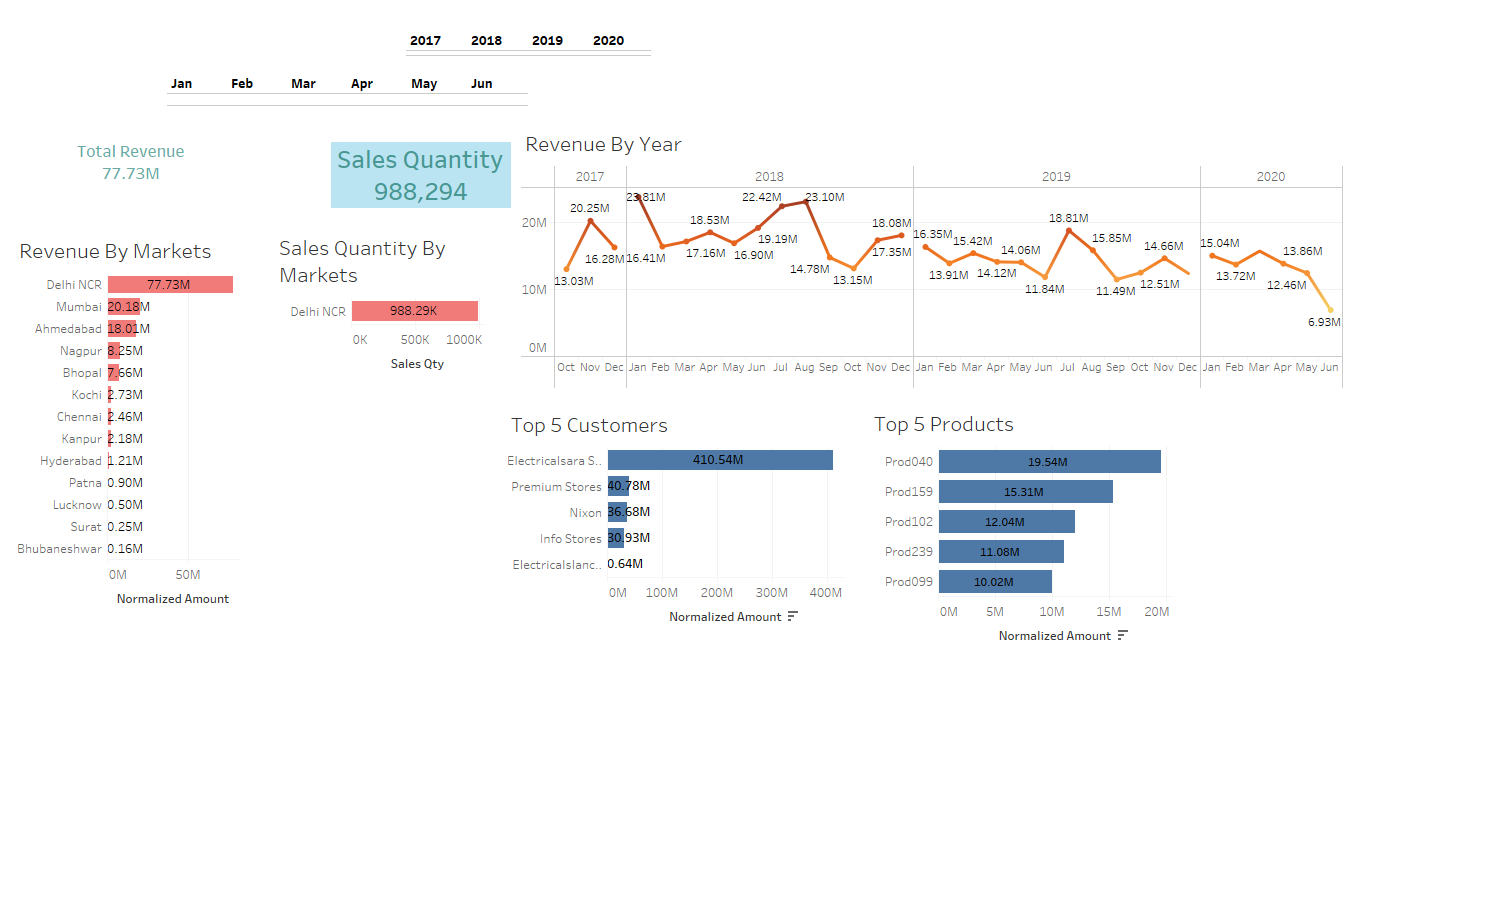 2017 2018 2019 2020
Jan Feb Mar Apr May Jun
Total Revenue
77.73M
Sales Quantity
988,294
Revenue By Markets
Delhi NCR 77.73M
Mumbai 20.18M
Ahmedabad 18.01M
Nagpur 8.25M
Bhopal 7.66M
Kochi 2.73M
Chennai 2.46M
Kanpur 2.18M
Hyderabad 1.21M
Patna 0.90M
Lucknow 0.50M
Surat 0.25M
Bhubaneshwar 0.16M
0M 50M
Normalized Amount
Sales Quantity By
Markets
Delhi NCR 988.29K
0K 500K 1000K
Sales Qty
Revenue By Year
2017 2018 2019 2020
20M
10M
0M
13.03M 20.25M 16.28M
23.81M 16.41M 17.16M 18.53M 16.90M 19.19M 22.42M 23.10M 14.78M 13.15M 17.35M 18.08M
16.35M 13.91M 15.42M 14.12M 14.06M 11.84M 18.81M 15.85M 11.49M 12.51M 14.66M
15.04M 13.72M 12.46M 13.86M 6.93M
Oct Nov Dec Jan Feb Mar Apr May Jun Jul Aug Sep Oct Nov Dec Jan Feb Mar Apr May Jun Jul Aug Sep Oct Nov Dec Jan Feb Mar Apr May Jun
Top 5 Customers
Electricalsara S.. 410.54M
Premium Stores 40.78M
Nixon 36.68M
Info Stores 30.93M
Electricalslanc.. 0.64M
0M 100M 200M 300M 400M
Normalized Amount
Top 5 Products
Prod040 19.54M
Prod159 15.31M
Prod102 12.04M
Prod239 11.08M
Prod099 10.02M
0M 5M 10M 15M 20M
Normalized Amount